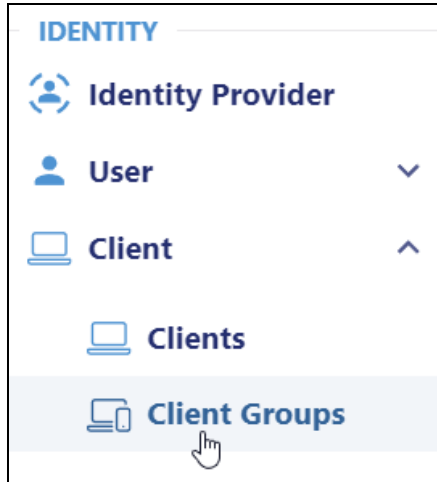 IDENTITY
Identity Provider
User
Client
Clients
Client Groups